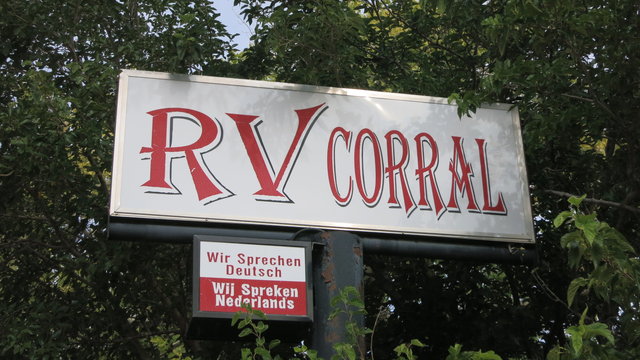 RV CORRAL
Wir Sprechen
Deutsch
Wij Spreken
Nederlands